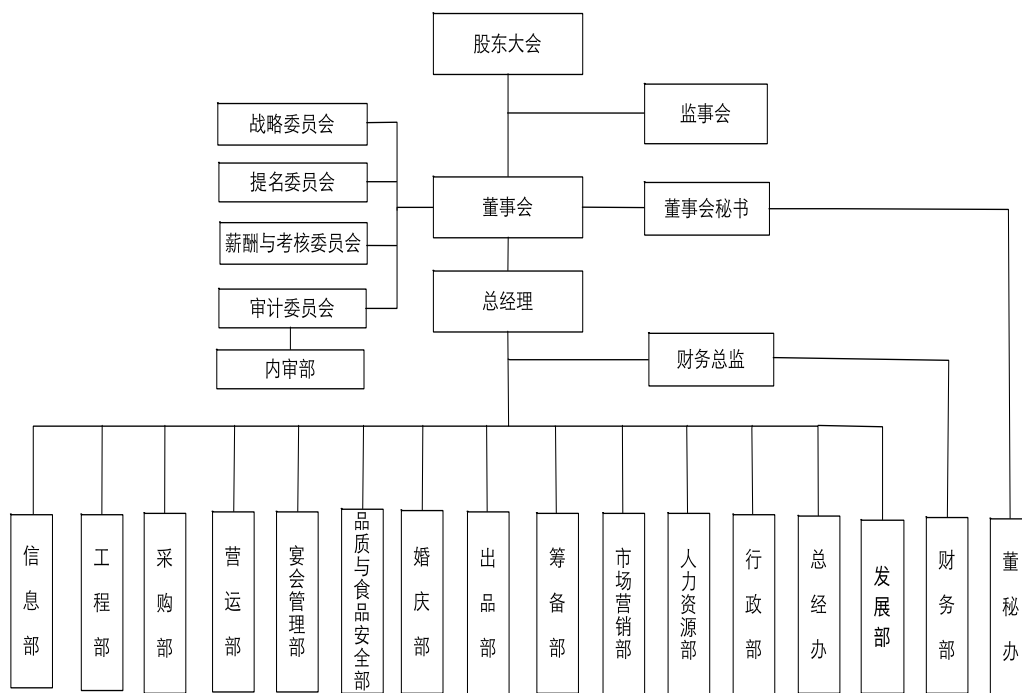 股东大会
监事会
战略委员会
提名委员会
董事会
董事会秘书
薪酬与考核委员会
总经理
审计委员会
内审部
财务总监
信息部
工程部
采购部
营运部
宴会管理部
品质与食品安全部
婚庆部
出品部
筹备部
市场营销部
人力资源部
行政部
总经办
发展部
财务部
董秘办